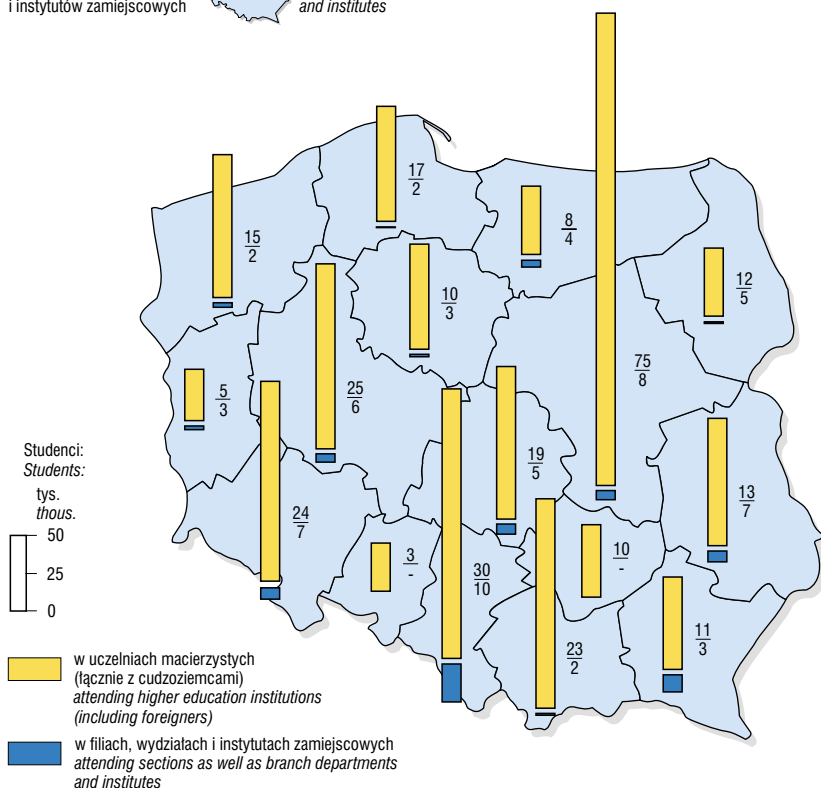 i instytutów zamiejscowych
and institutes
17
2
15
2
8
4
12
5
10
3
75
8
5
3
25
6
19
5
13
7
24
7
3
-
30
10
10
-
11
3
23
2
Studenci:
Students:
tys.
thous.
50
25
0
w uczelniach macierzystych
(łącznie z cudzoziemcami)
attending higher education institutions
(including foreigners)
w filiach, wydziałach i instytutach zamiejscowych
attending sections as well as branch departments
and institutes